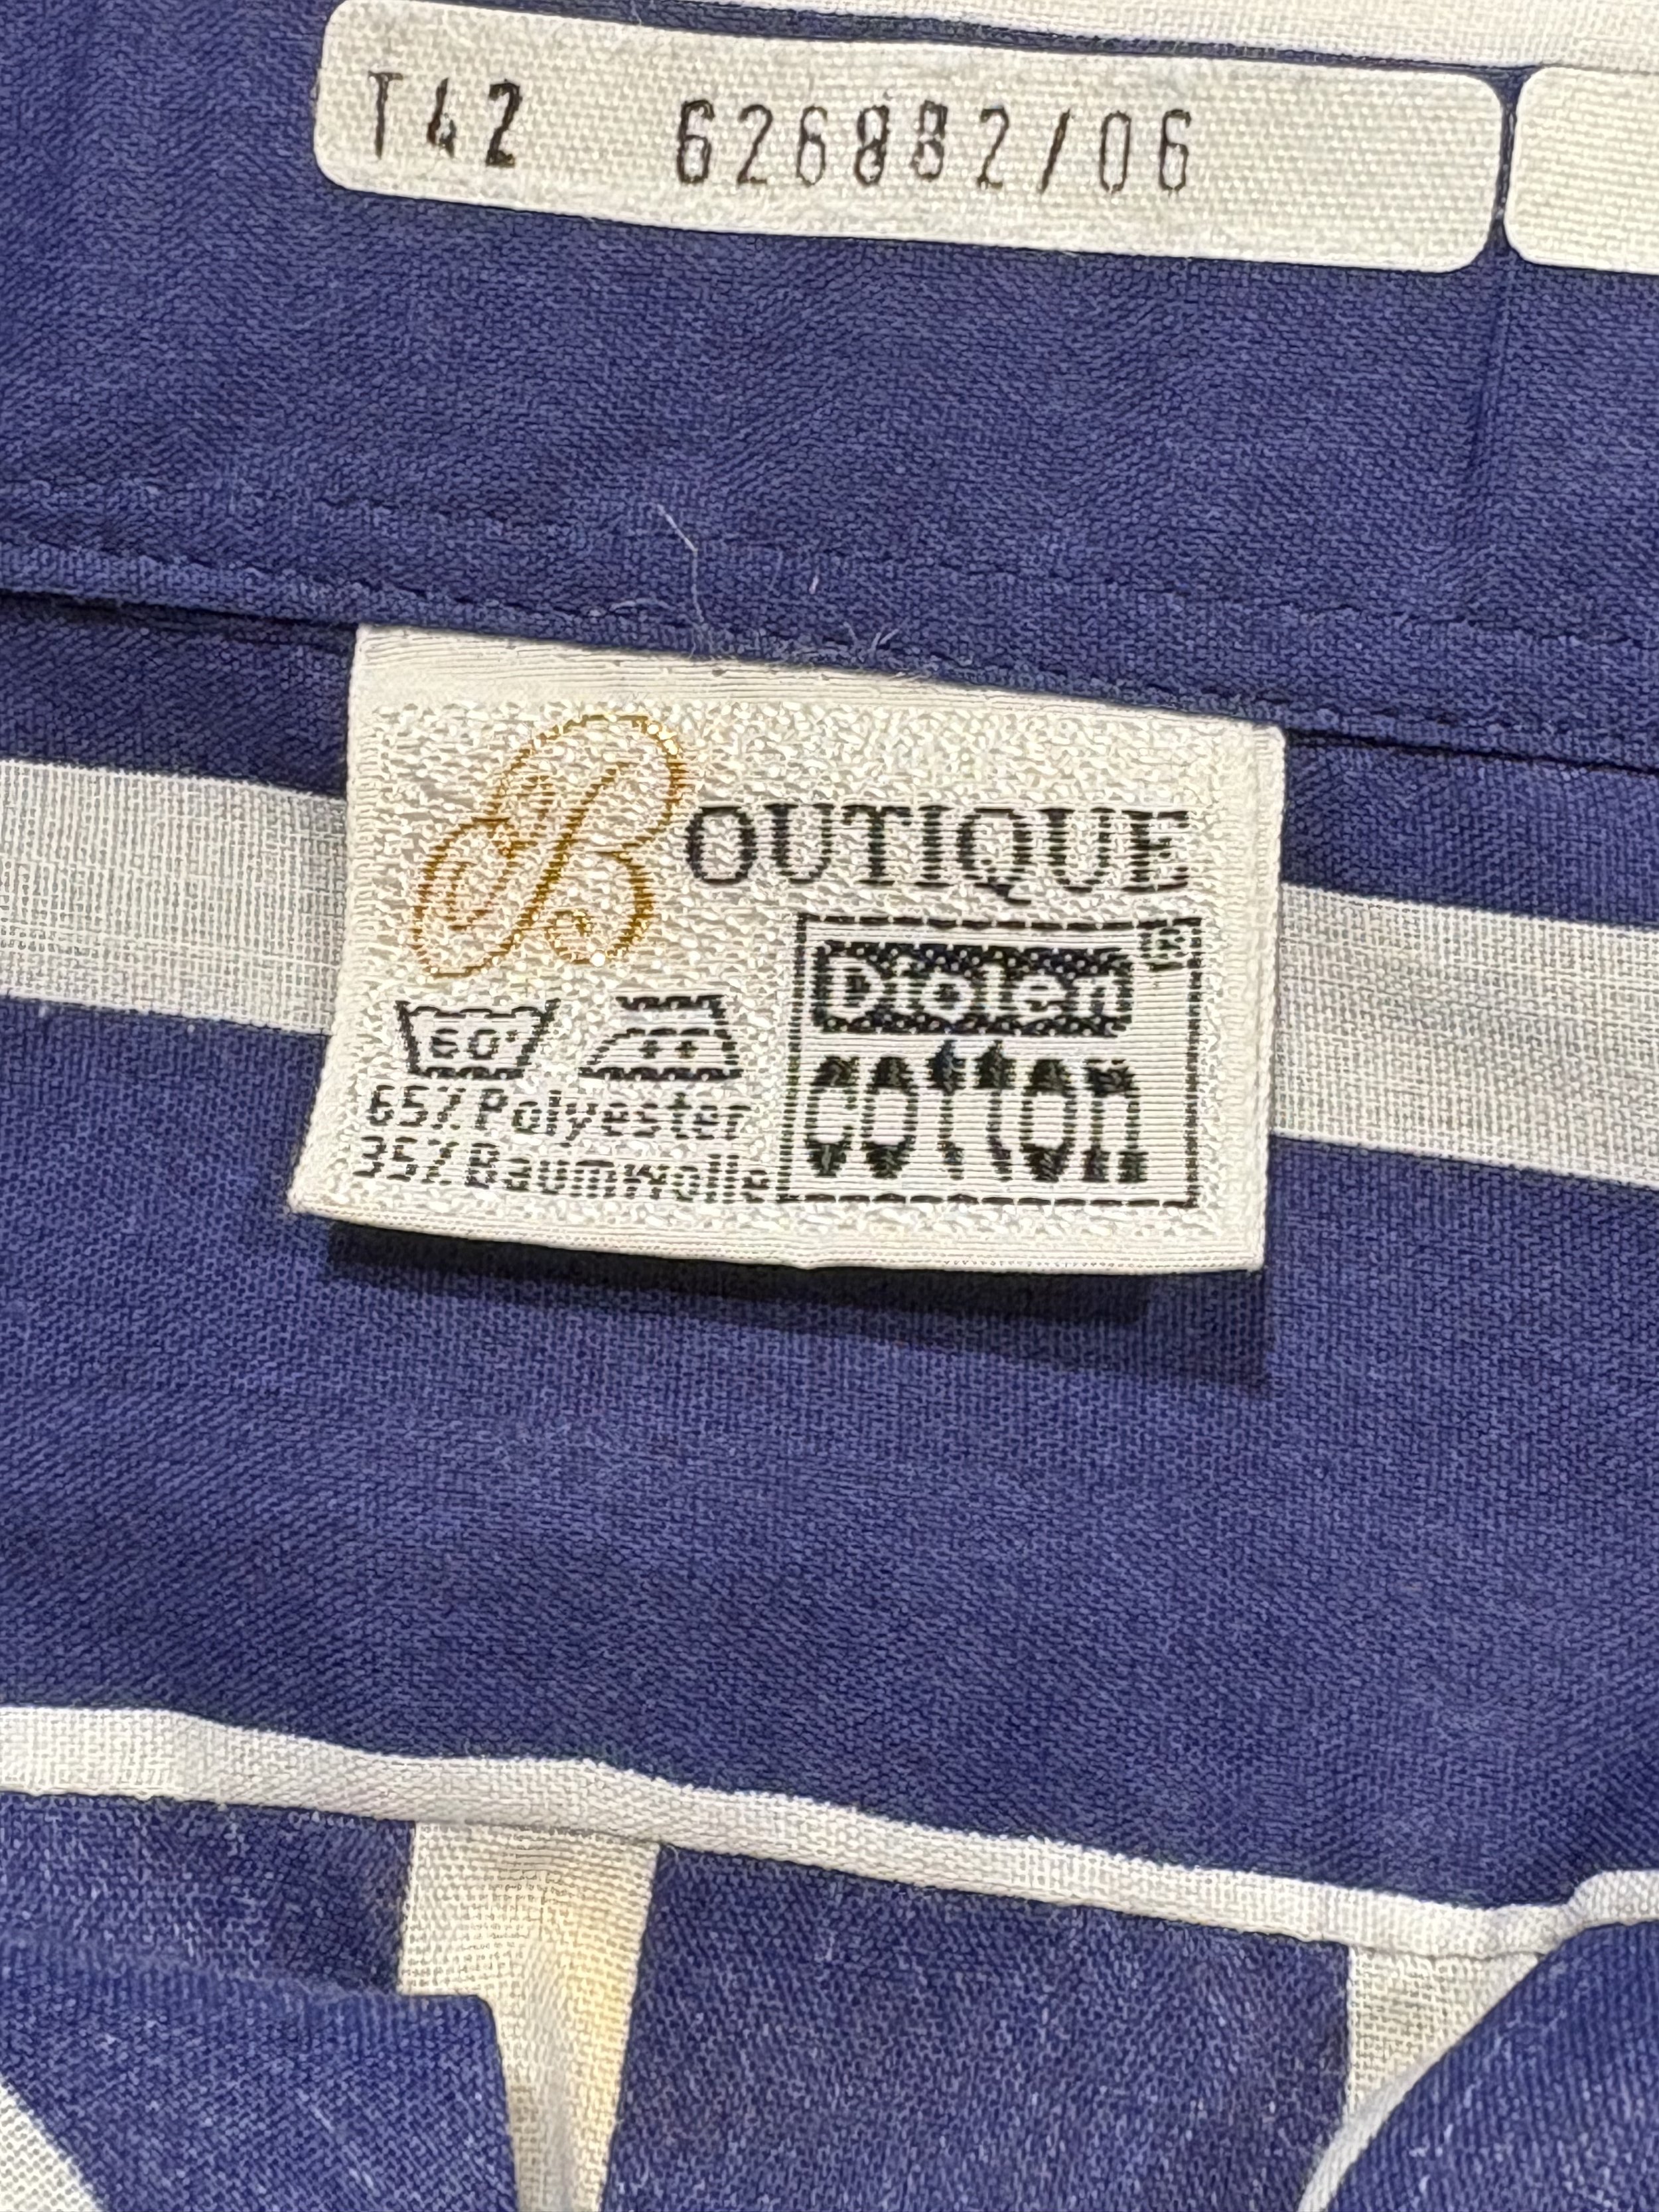 T42 626882/06
BOUTIQUE
Diolen®
cotton
60°
65% Polyester
35% Baumwolle